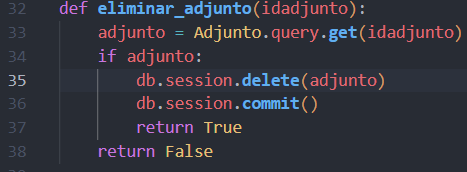 32 def eliminar_adjunto(idadjunto):
33     adjunto = Adjunto.query.get(idadjunto)
34     if adjunto:
35         db.session.delete(adjunto)
36         db.session.commit()
37         return True
38     return False